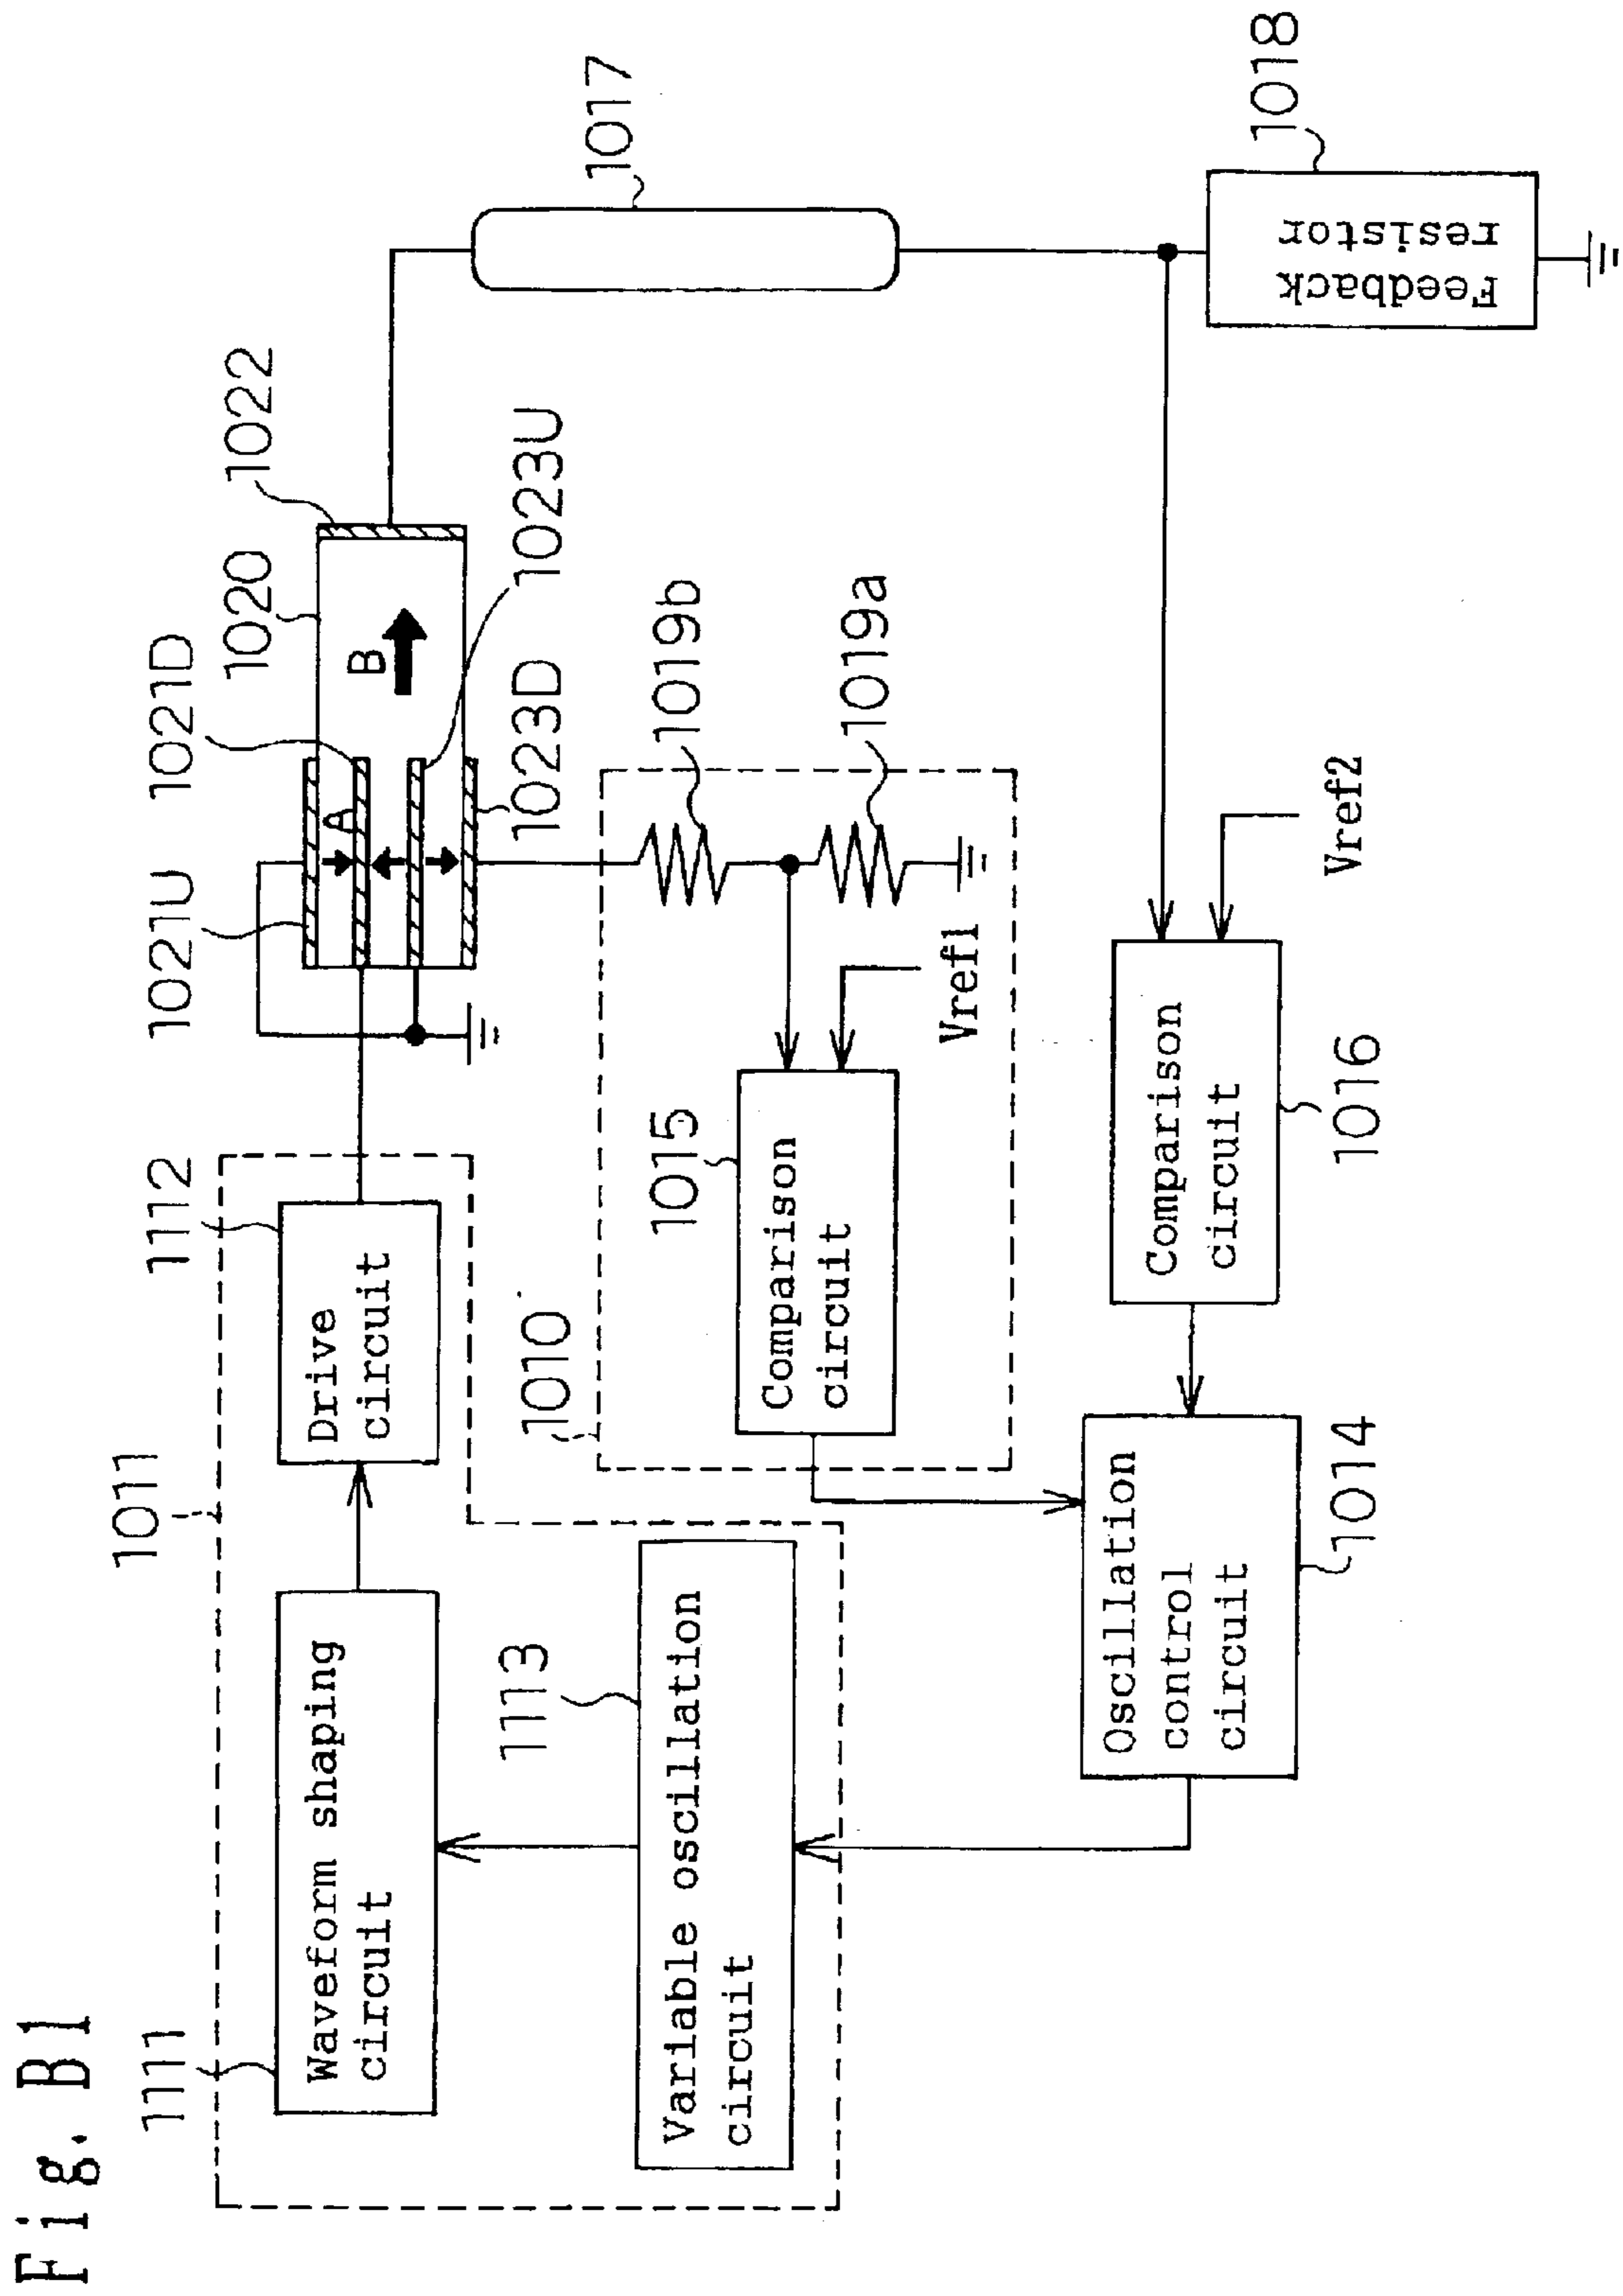 Fig. B1
1011
1111
Waveform shaping
circuit
1112
Drive
circuit
1113
Variable oscillation
circuit
1021U
1021D
1020
1022
A
B
1023U
1023D
1017
1010
1015
Comparison
circuit
Vref1
1019b
1019a
1014
Oscillation
control
circuit
1016
Comparison
circuit
Vref2
1018
Feedback
resistor